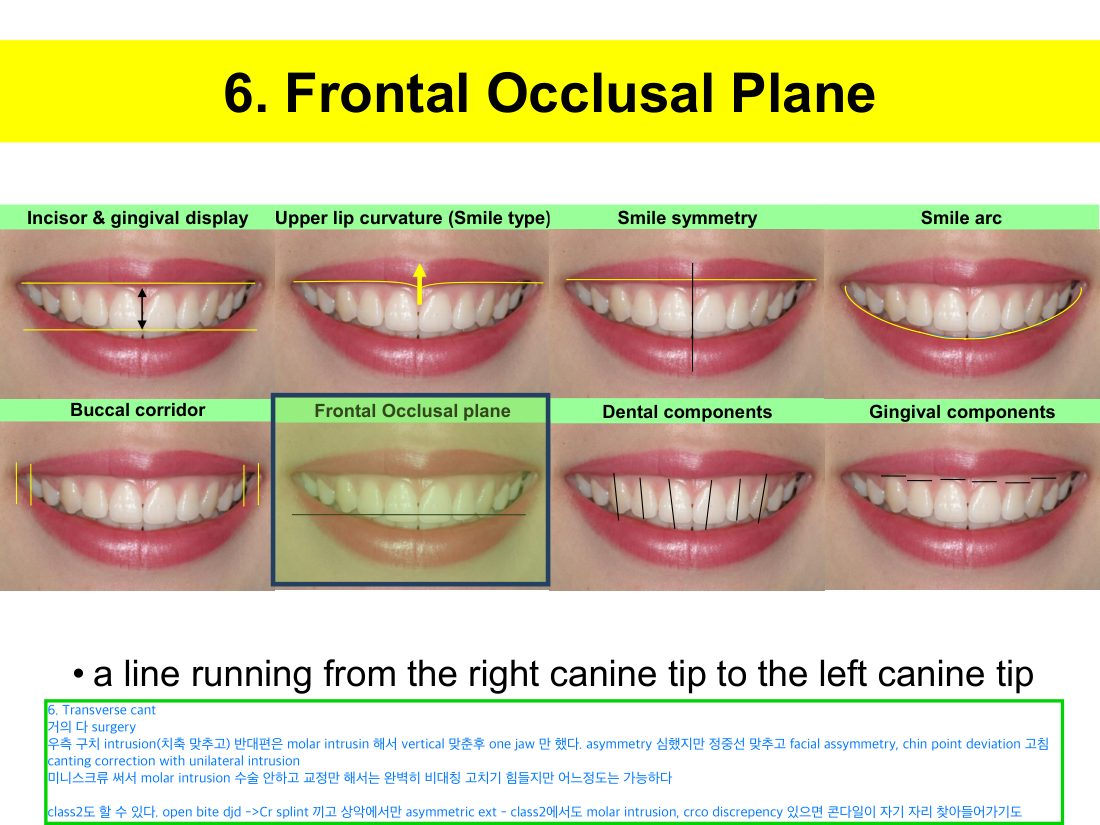 6. Frontal Occlusal Plane
Incisor & gingival display
Upper lip curvature (Smile type)
Smile symmetry
Smile arc
Buccal corridor
Frontal Occlusal plane
Dental components
Gingival components
• a line running from the right canine tip to the left canine tip
6. Transverse cant
거의 다 surgery
우측 구치 intrusion(치축 맞추고) 반대편은 molar intrusin 해서 vertical 맞춘후 one jaw 만 했다. asymmetry 심했지만 정중선 맞추고 facial assymmetry, chin point deviation 고침
canting correction with unilateral intrusion
미니스크류 써서 molar intrusion 수술 안하고 교정만 해서는 완벽히 비대칭 고치기 힘들지만 어느정도는 가능하다
class2도 할 수 있다. open bite djd ->Cr splint 끼고 상악에서만 asymmetric ext - class2에서도 molar intrusion, crco discrepency 있으면 콘다일이 자기 자리 찾아들어가기도